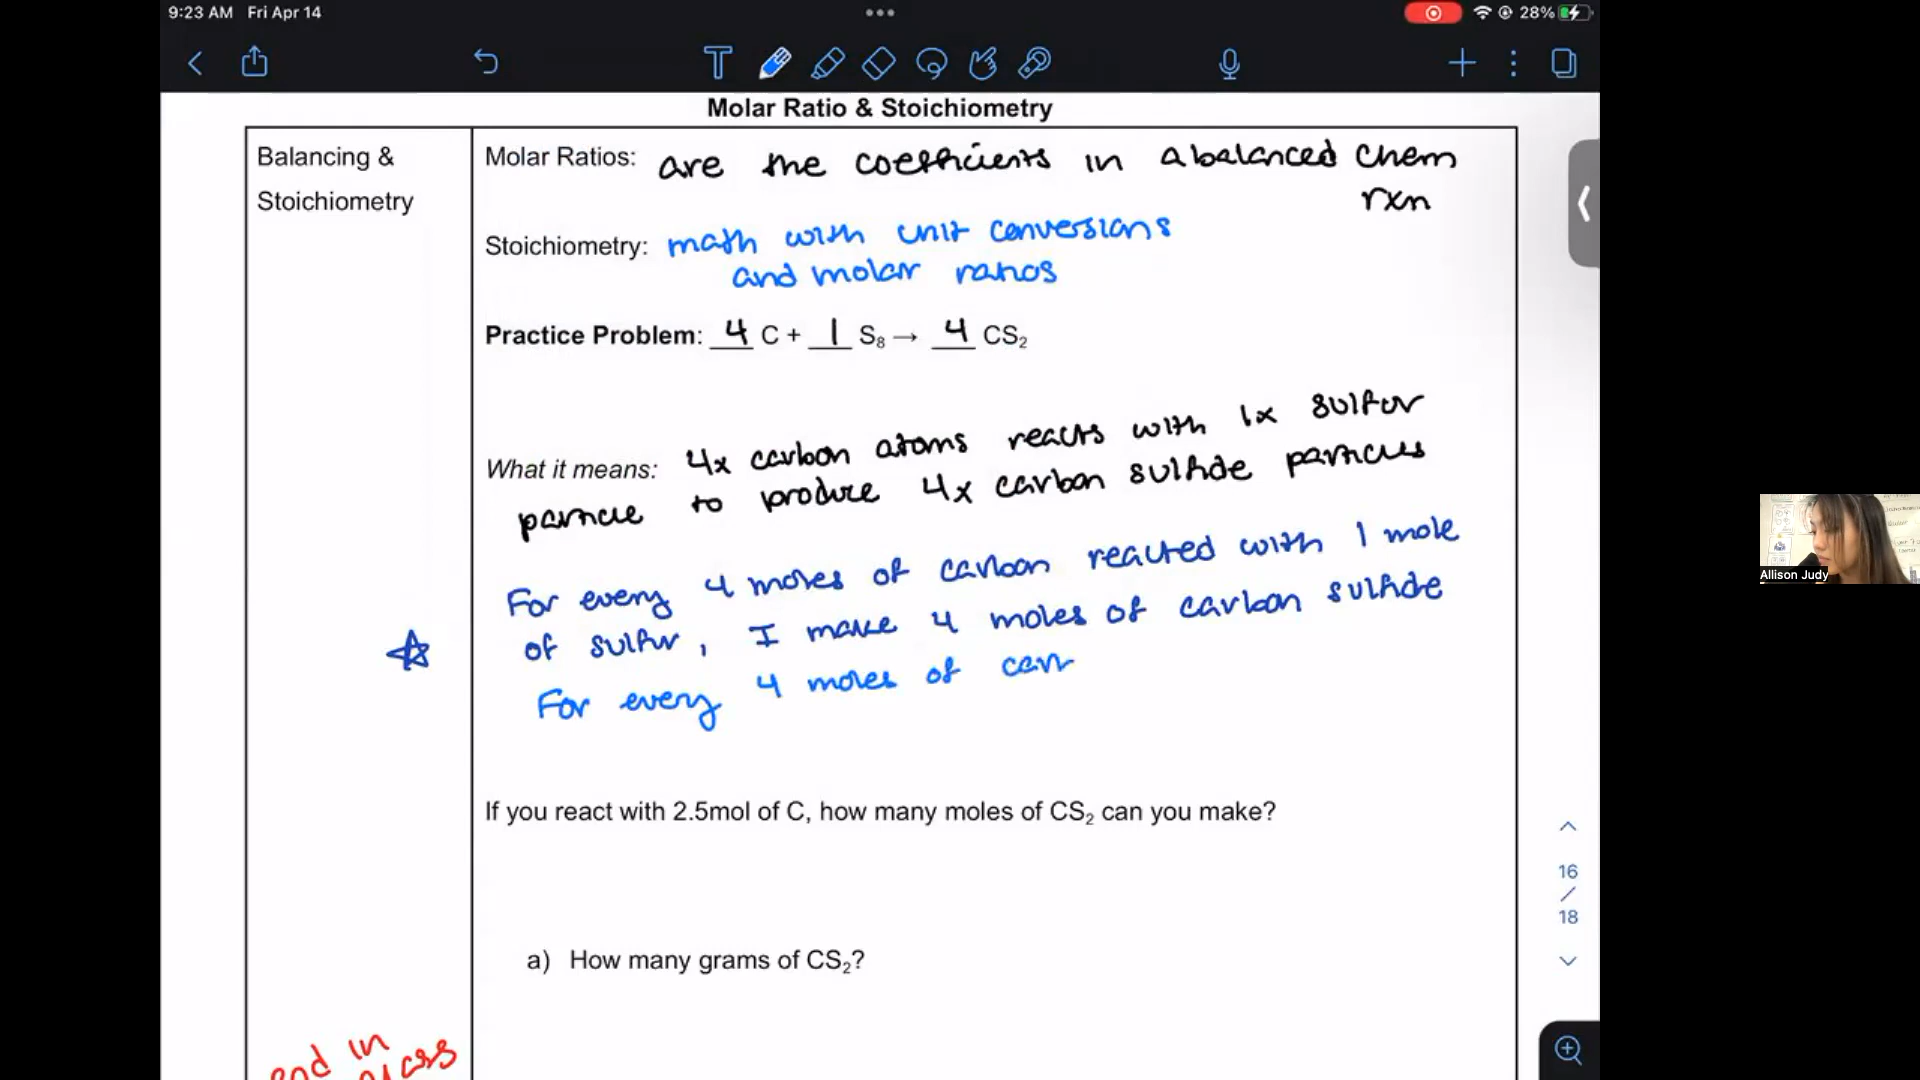 9:23 AM Fri Apr 14
28%
Molar Ratio & Stoichiometry
Balancing &
Stoichiometry
Molar Ratios: are the coefficients in a balanced chem
rxn
Stoichiometry: math with unit conversions
and molar ratios
Practice Problem: 4 C + 1 S₈ → 4 CS₂
What it means: 4x carbon atoms reacts with 1x sulfur
particle to produce 4x carbon sulfide particles
For every 4 moles of carbon reacted with 1 mole
of sulfur, I make 4 moles of carbon sulfide
For every 4 moles of carr
If you react with 2.5mol of C, how many moles of CS₂ can you make?
a) How many grams of CS₂?
end in
16
/
18
Allison Judy